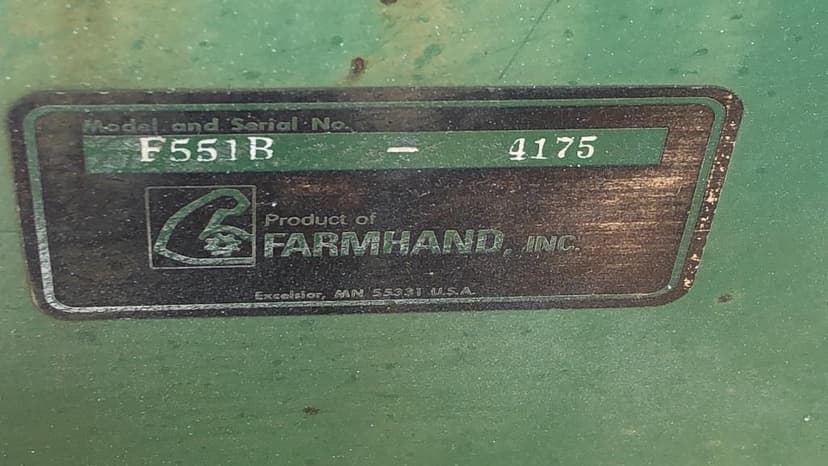 Model and Serial No.
F551B - 4175
Product of
FARMHAND, INC.
Excelsior, MN 55331 U.S.A.